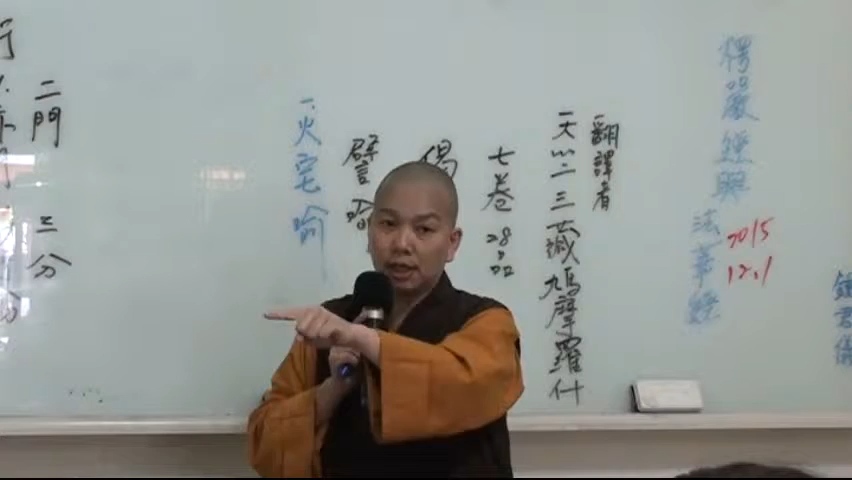 楞嚴經與
法華經
2015
12.1
翻譯者
天竺三藏鳩摩羅什
七卷 28品
偈
譬喻
火宅喻
二門 三分